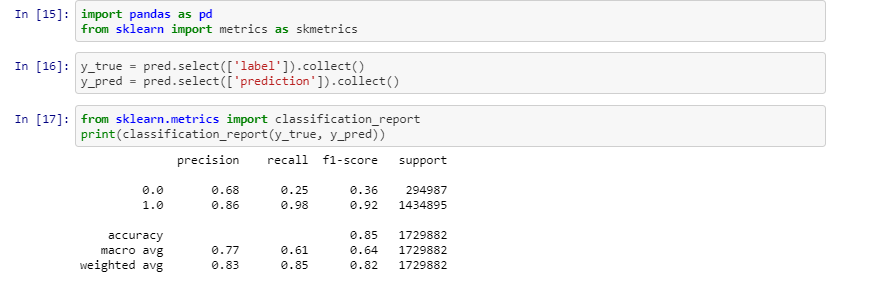 In [15]: import pandas as pd
from sklearn import metrics as skmetrics
In [16]: y_true = pred.select(['label']).collect()
y_pred = pred.select(['prediction']).collect()
In [17]: from sklearn.metrics import classification_report
print(classification_report(y_true, y_pred))
precision recall f1-score support
0.0 0.68 0.25 0.36 294987
1.0 0.86 0.98 0.92 1434895
accuracy 0.85 1729882
macro avg 0.77 0.61 0.64 1729882
weighted avg 0.83 0.85 0.82 1729882